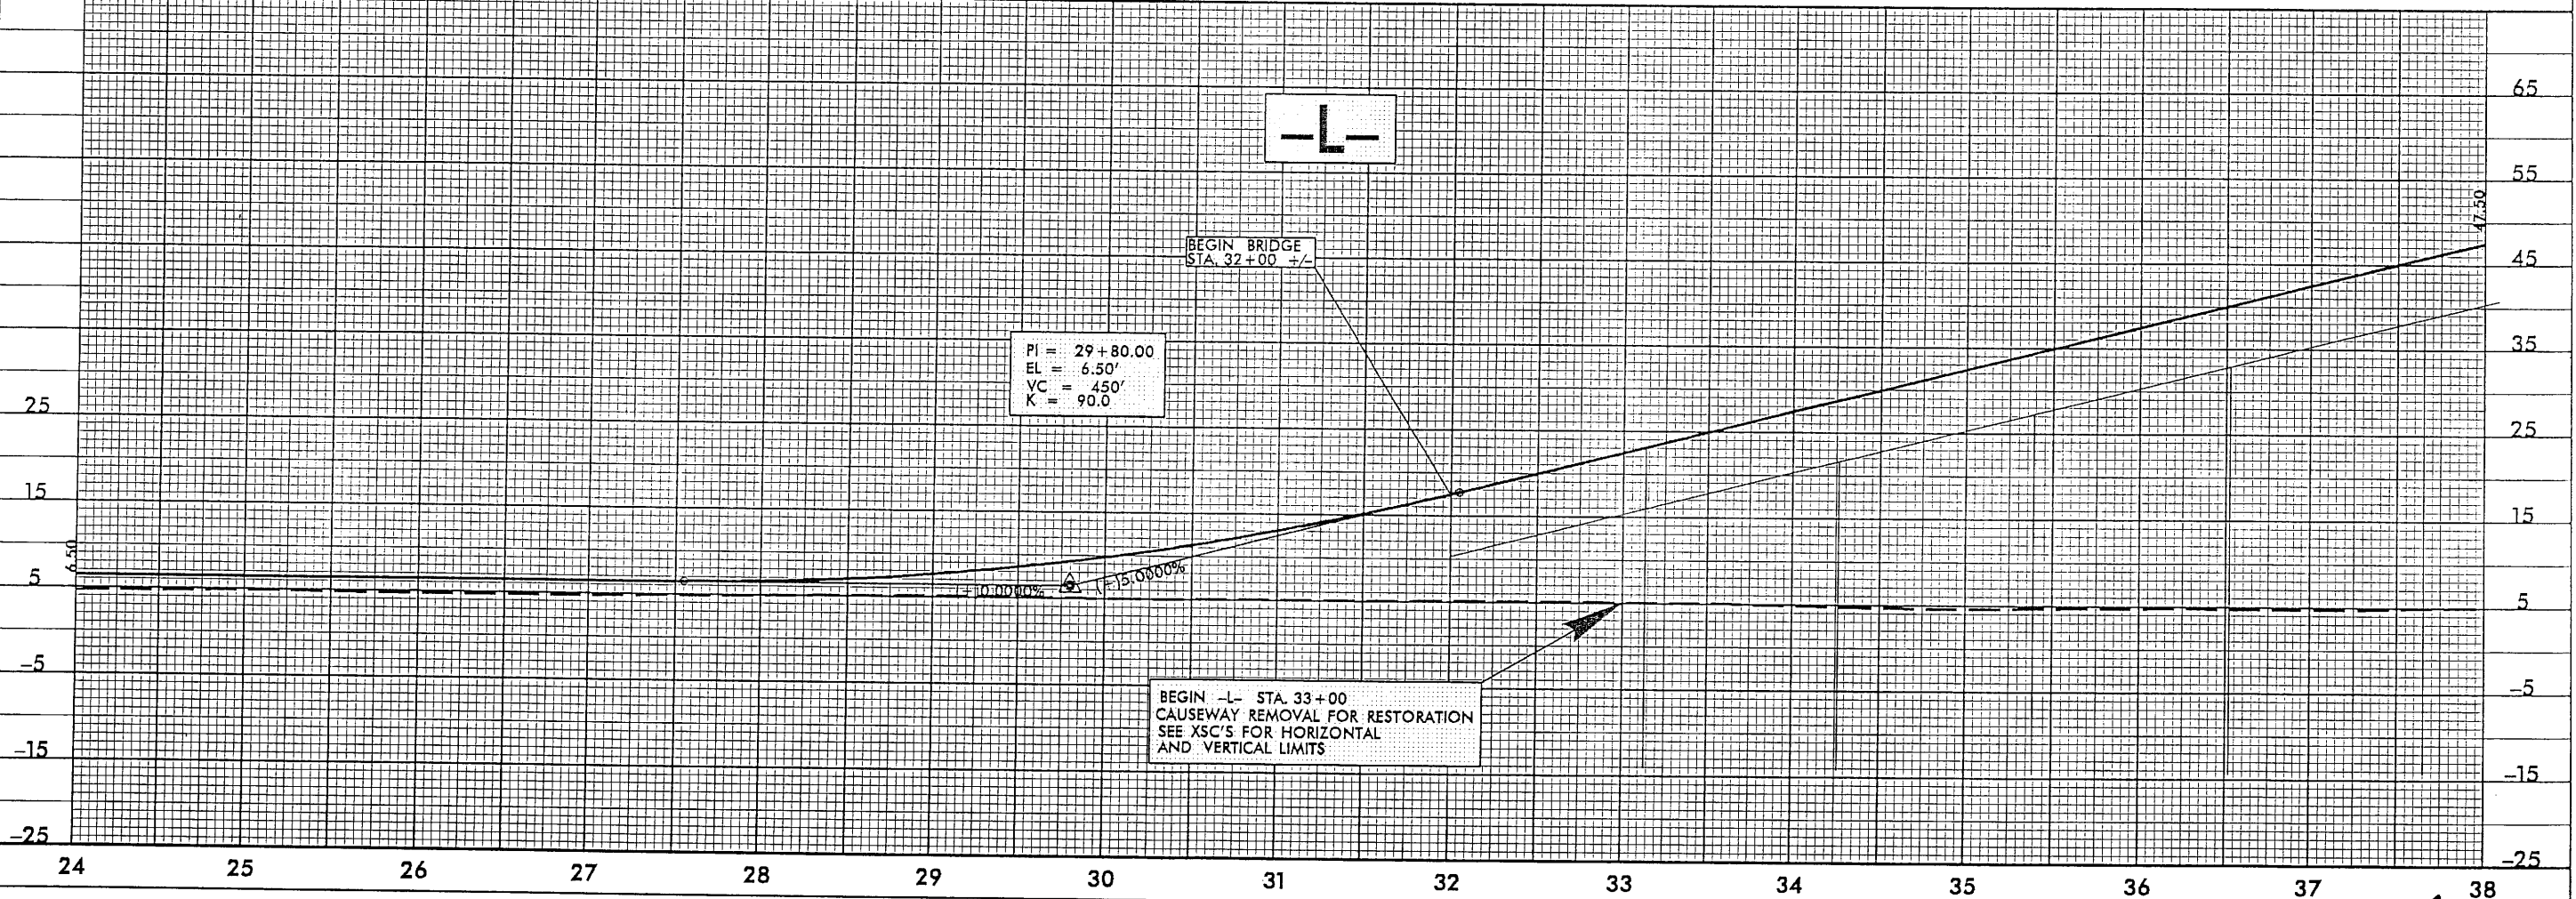 65
-L-
55
47.50
BEGIN BRIDGE
STA. 32+00 +/-
45
PI = 29+80.00
EL = 6.50'
VC = 450'
K = 90.0
35
25
25
15
15
6.50
5
(+)0.0000%
(+)5.0000%
5
-5
-5
BEGIN -L- STA. 33+00
CAUSEWAY REMOVAL FOR RESTORATION
SEE XSC'S FOR HORIZONTAL
AND VERTICAL LIMITS
-15
-15
-25
-25
24 25 26 27 28 29 30 31 32 33 34 35 36 37 38